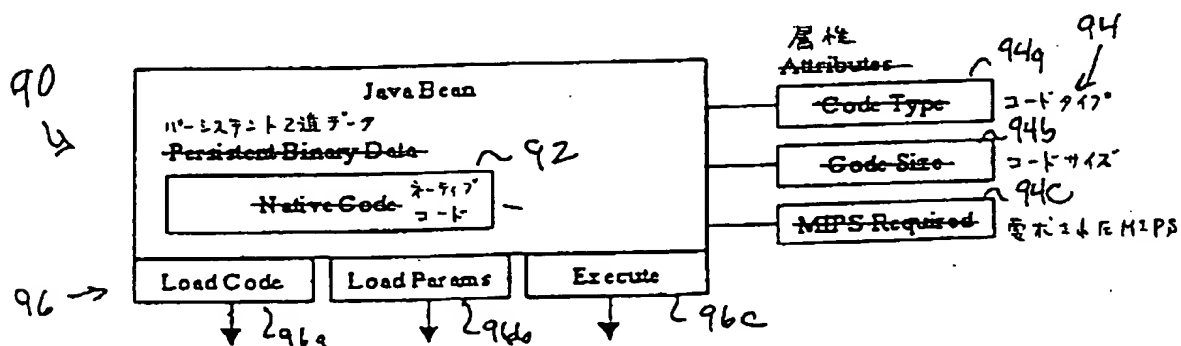 属性
94
90
Attributes
94a
Java Bean
Code Type
コードタイプ
パーシステント2進データ
94b
Persistent Binary Data
92
Code Size
コードサイズ
Native Code
ネーティブ
コード
94c
MIPS Required
要求されたMIPS
96
Load Code
Load Params
Execute
96a
96b
96c